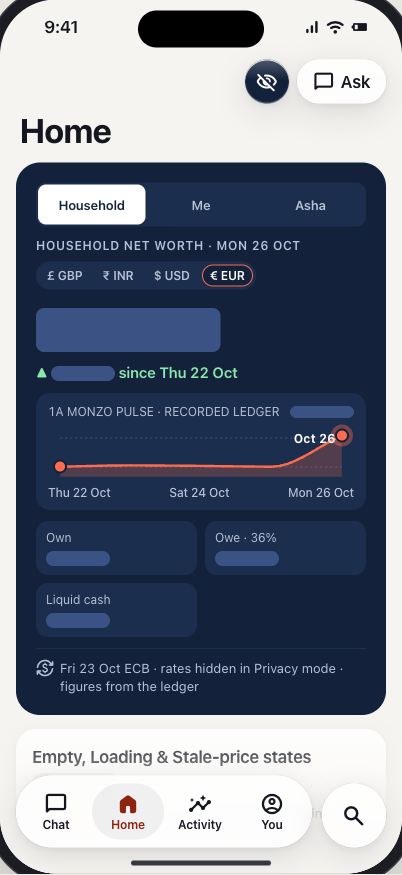 9:41
Ask
Home
Household Me Asha
HOUSEHOLD NET WORTH · MON 26 OCT
£ GBP ₹ INR $ USD € EUR
▲ since Thu 22 Oct
1A MONZO PULSE · RECORDED LEDGER
Oct 26
Thu 22 Oct Sat 24 Oct Mon 26 Oct
Own
Owe · 36%
Liquid cash
Fri 23 Oct ECB · rates hidden in Privacy mode ·
figures from the ledger
Empty, Loading & Stale-price states
Chat Home Activity You